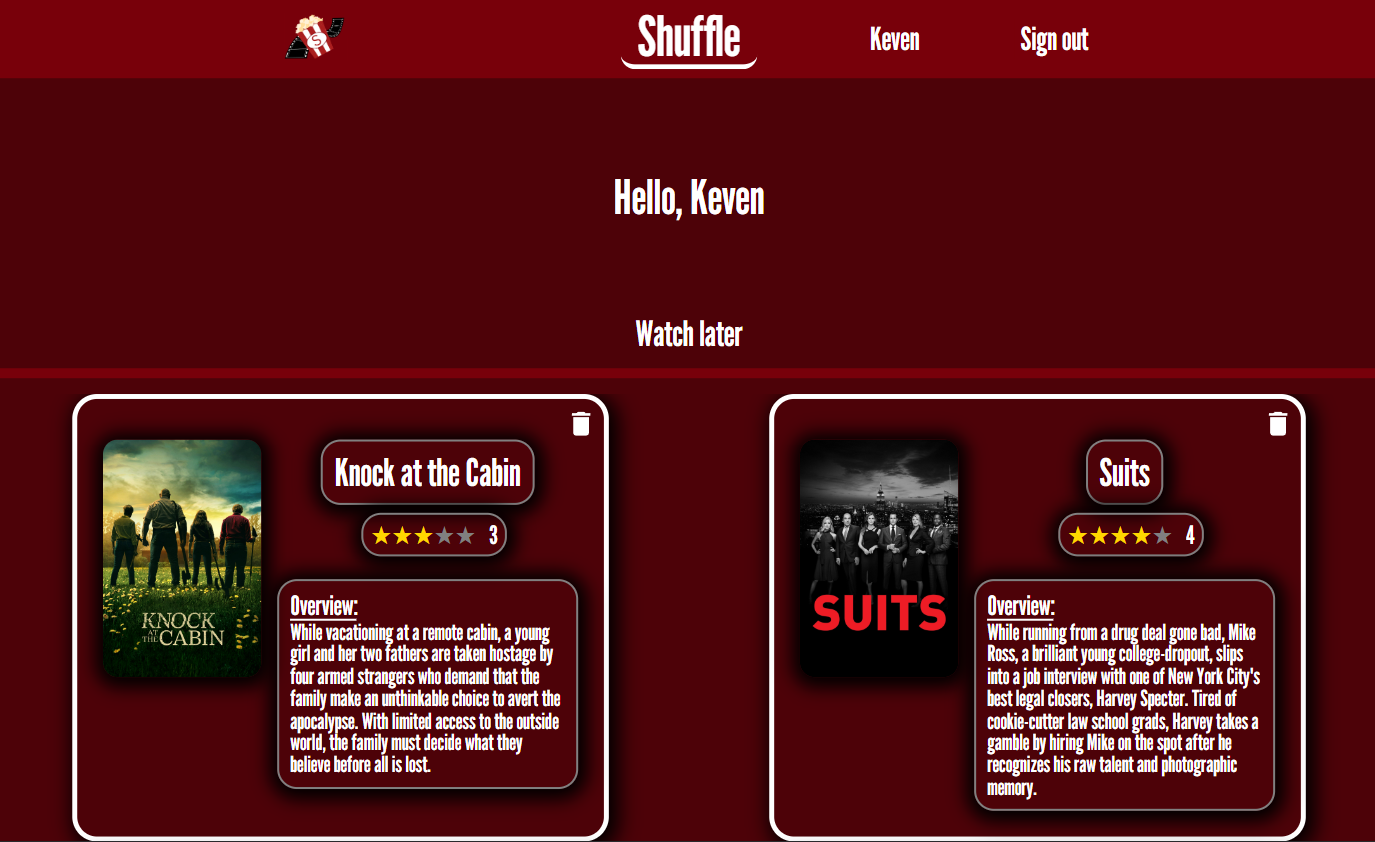 S
Shuffle
Keven
Sign out
Hello, Keven
Watch later
KNOCK
AT THE CABIN
Knock at the Cabin
3
Overview:
While vacationing at a remote cabin, a young
girl and her two fathers are taken hostage by
four armed strangers who demand that the
family make an unthinkable choice to avert the
apocalypse. With limited access to the outside
world, the family must decide what they
believe before all is lost.
SUITS
Suits
4
Overview:
While running from a drug deal gone bad, Mike
Ross, a brilliant young college-dropout, slips
into a job interview with one of New York City's
best legal closers, Harvey Specter. Tired of
cookie-cutter law school grads, Harvey takes a
gamble by hiring Mike on the spot after he
recognizes his raw talent and photographic
memory.